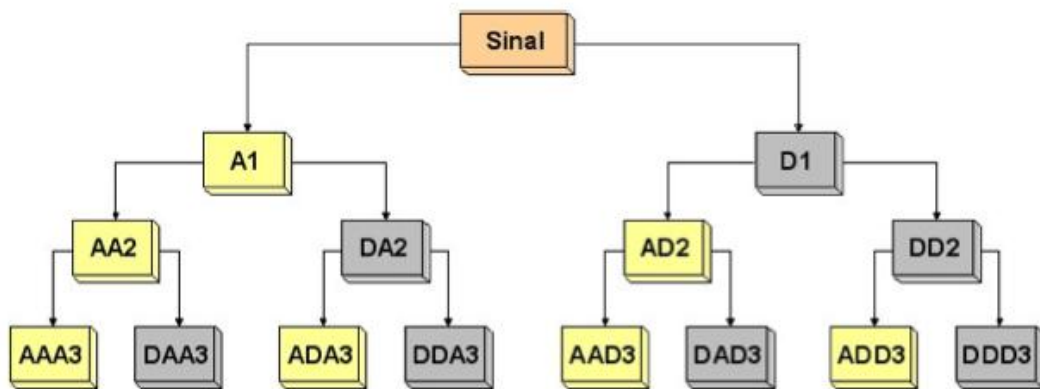 Sinal
A1
D1
AA2
DA2
AD2
DD2
AAA3
DAA3
ADA3
DDA3
AAD3
DAD3
ADD3
DDD3